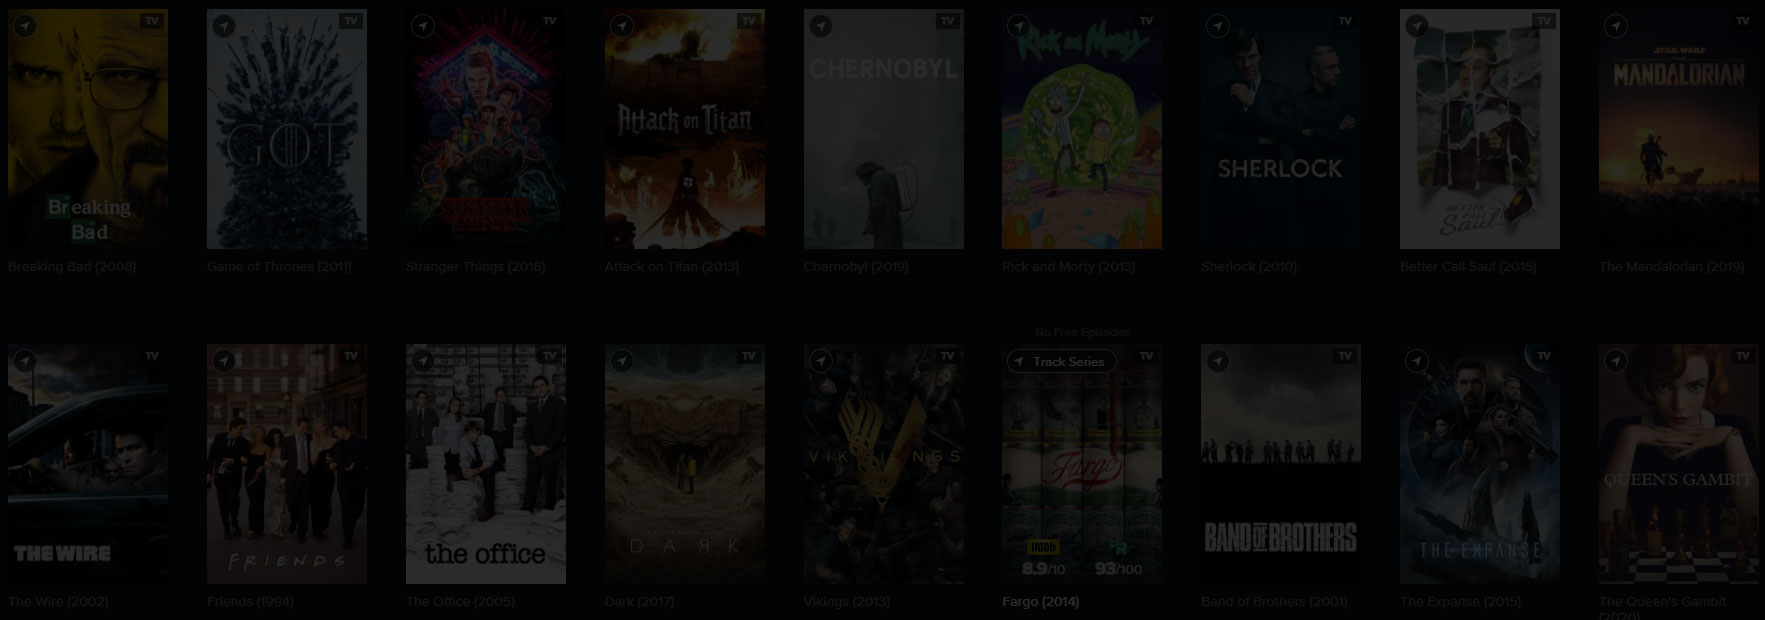 TV
TV
TV
TV
TV
TV
TV
TV
TV
Breaking
Bad
GOT
STRANGER
THINGS
Attack on Titan
CHERNOBYL
Rick and Morty
SHERLOCK
BETTER
CALL
Saul
STAR WARS
THE
MANDALORIAN
Breaking Bad (2008)
Game of Thrones (2011)
Stranger Things (2016)
Attack on Titan (2013)
Chernobyl (2019)
Rick and Morty (2013)
Sherlock (2010)
Better Call Saul (2015)
The Mandalorian (2019)
No Free Episodes
TV
TV
TV
TV
TV
Track Series
TV
TV
TV
TV
THE WIRE
FRIENDS
the office
DARK
VIKINGS
Fargo
IMDb
8.9/10
R
93/100
BAND OF BROTHERS
THE EXPANSE
QUEEN'S GAMBIT
The Wire (2002)
Friends (1994)
The Office (2005)
Dark (2017)
Vikings (2013)
Fargo (2014)
Band of Brothers (2001)
The Expanse (2015)
The Queen's Gambit
(2020)